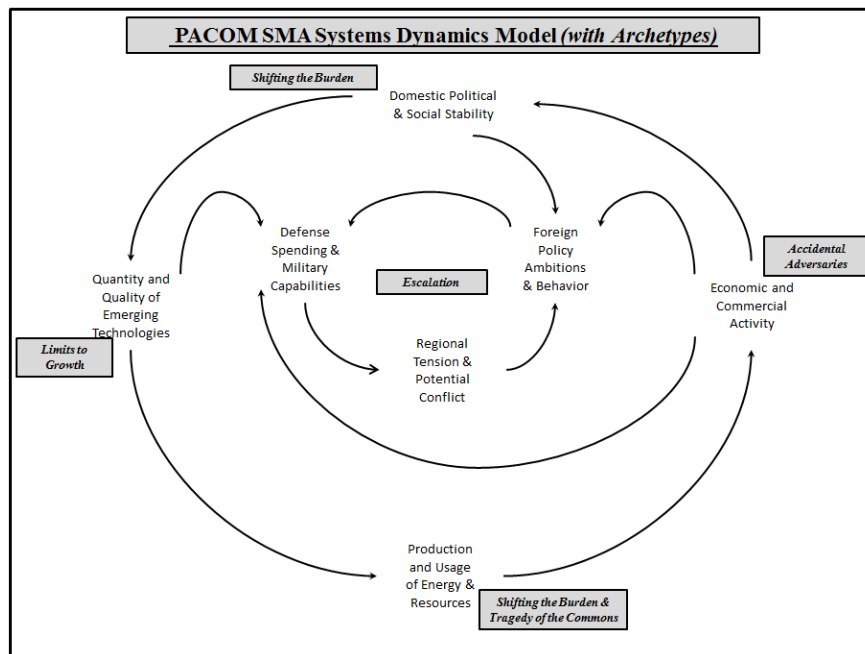 PACOM SMA Systems Dynamics Model (with Archetypes)
Shifting the Burden
Domestic Political
& Social Stability
Defense
Spending &
Military
Capabilities
Foreign
Policy
Ambitions
& Behavior
Accidental
Adversaries
Escalation
Quantity and
Quality of
Emerging
Technologies
Economic and
Commercial
Activity
Limits to
Growth
Regional
Tension &
Potential
Conflict
Production
and Usage
of Energy &
Resources
Shifting the Burden &
Tragedy of the Commons